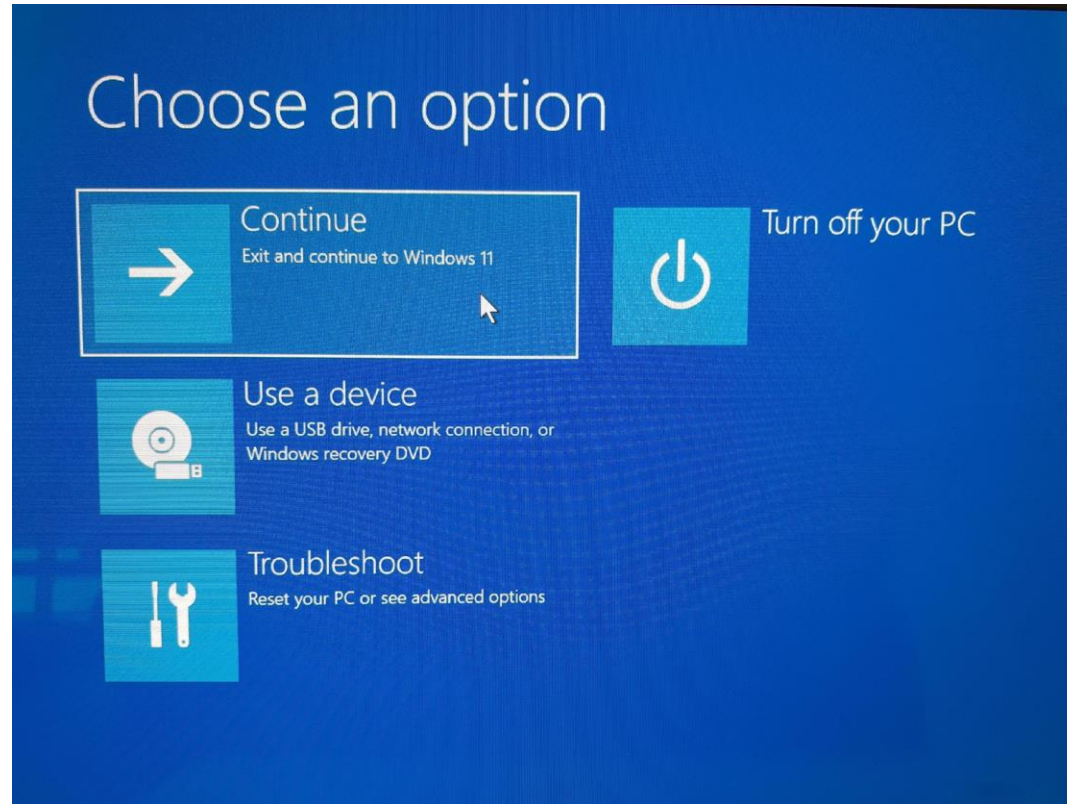 Choose an option
Continue
Exit and continue to Windows 11
Turn off your PC
Use a device
Use a USB drive, network connection, or
Windows recovery DVD
Troubleshoot
Reset your PC or see advanced options